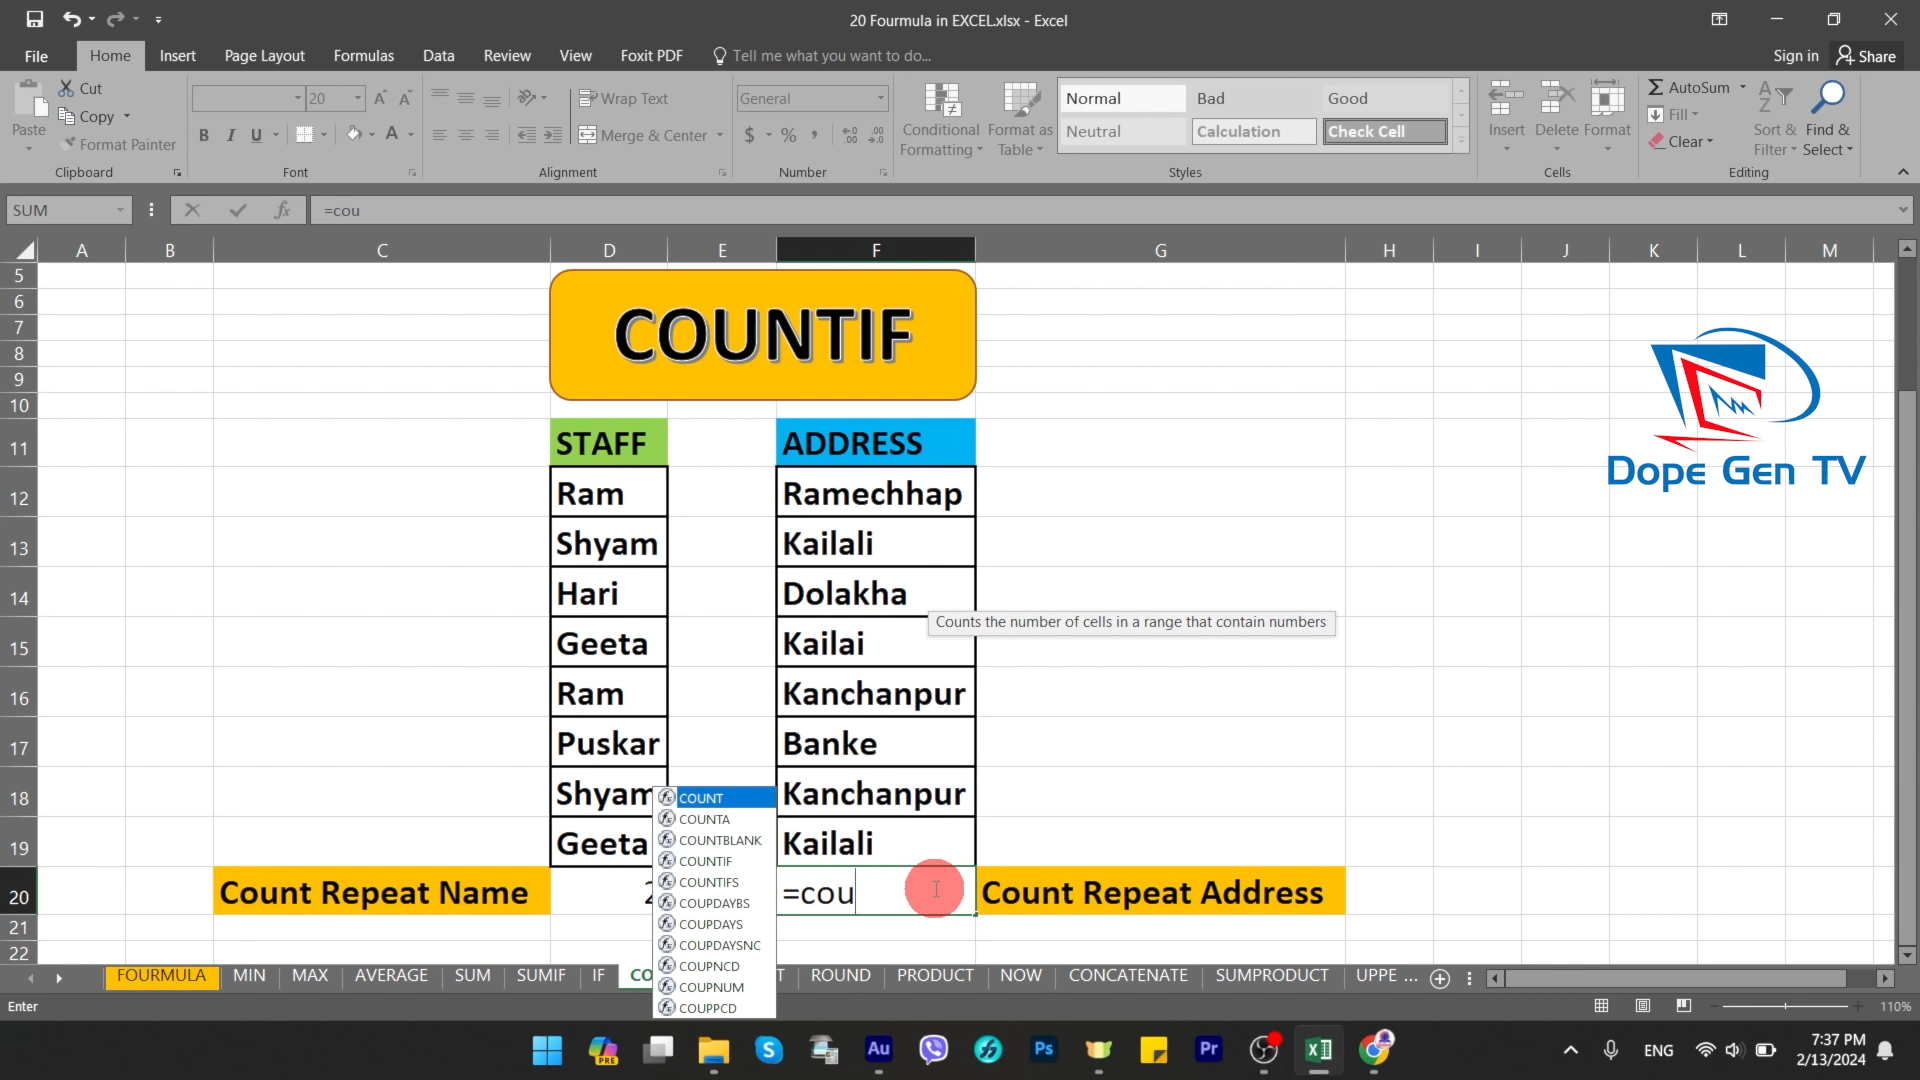 20 Fourmula in EXCEL.xlsx - Excel
File Home Insert Page Layout Formulas Data Review View Foxit PDF Tell me what you want to do... Sign in Share
Cut
Copy
Format Painter
Paste
Clipboard
20
B I U
Font
Wrap Text
Merge & Center
Alignment
General
$ % ,
Number
Conditional
Formatting
Format as
Table
Normal Bad Good
Neutral Calculation Check Cell
Styles
Insert Delete Format
Cells
AutoSum
Fill
Clear
Sort &
Filter
Find &
Select
Editing
SUM fx =cou
A B C D E F G H I J K L M
5
6
7
8
9
10
COUNTIF
11 STAFF ADDRESS
12 Ram Ramechhap
13 Shyam Kailali
14 Hari Dolakha
Counts the number of cells in a range that contain numbers
15 Geeta Kailai
16 Ram Kanchanpur
17 Puskar Banke
18 Shyam Kanchanpur
19 Geeta Kailali
20 Count Repeat Name 2 =cou Count Repeat Address
21
22
COUNT
COUNTA
COUNTBLANK
COUNTIF
COUNTIFS
COUPDAYBS
COUPDAYS
COUPDAYSNC
COUPNCD
COUPNUM
COUPPCD
Dope Gen TV
FOURMULA MIN MAX AVERAGE SUM SUMIF IF CO T ROUND PRODUCT NOW CONCATENATE SUMPRODUCT UPPE ...
Enter 110%
PRE Au Ps Pr ENG
7:37 PM
2/13/2024